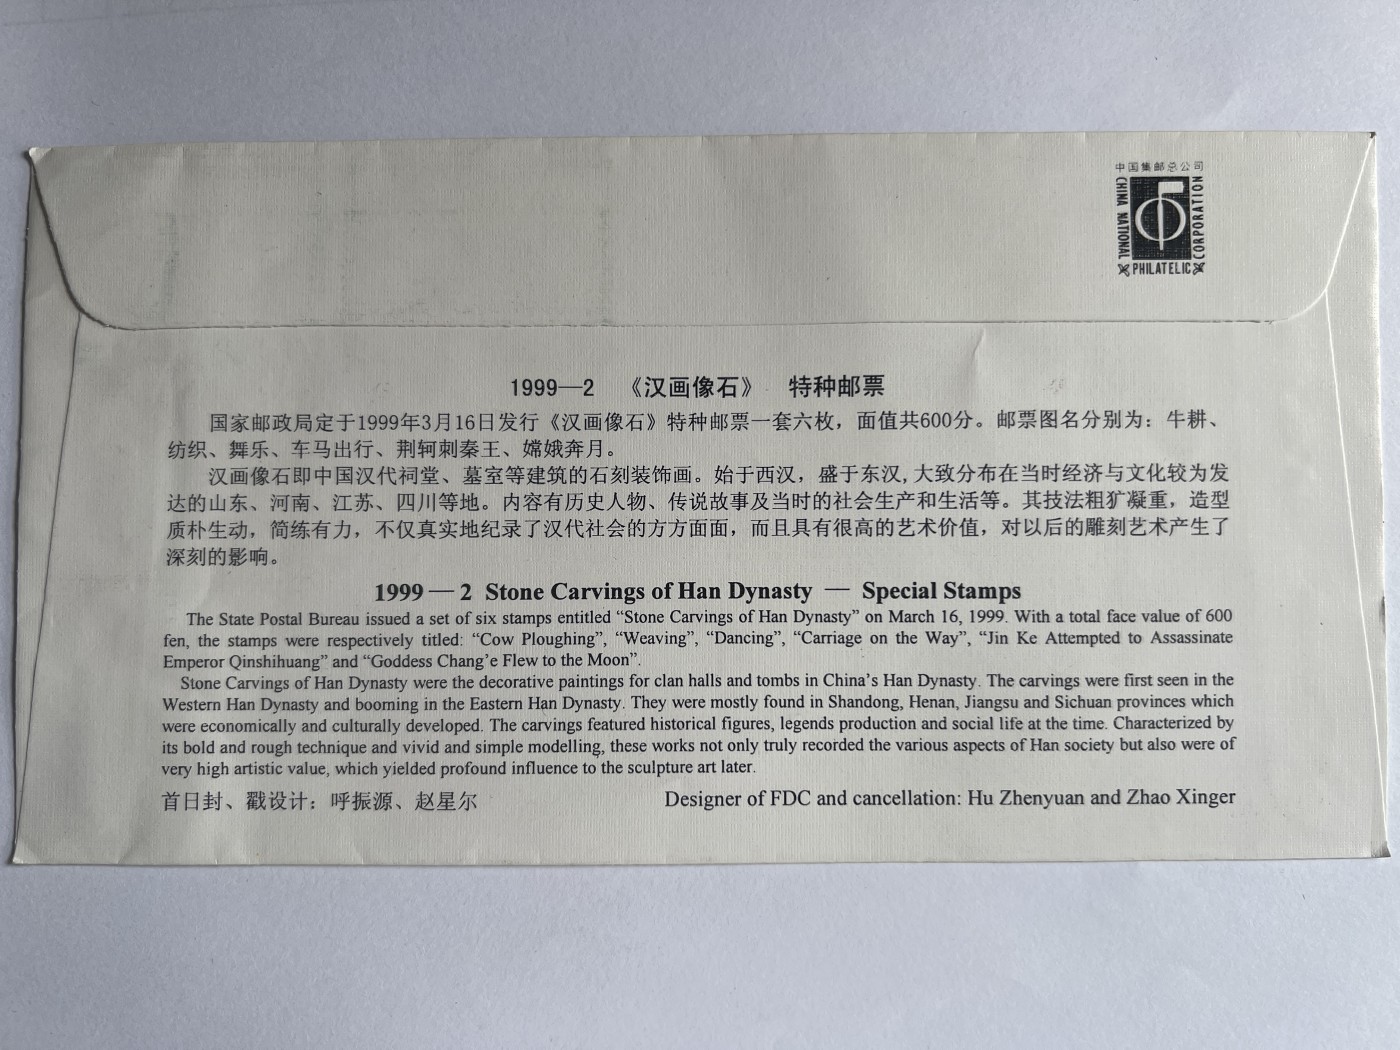 中国集邮总公司
CHINA NATIONAL
PHILATELIC
CORPORATION
1999—2 《汉画像石》 特种邮票
国家邮政局定于1999年3月16日发行《汉画像石》特种邮票一套六枚，面值共600分。邮票图名分别为：牛耕、
纺织、舞乐、车马出行、荆轲刺秦王、嫦娥奔月。
汉画像石即中国汉代祠堂、墓室等建筑的石刻装饰画。始于西汉，盛于东汉,大致分布在当时经济与文化较为发
达的山东、河南、江苏、四川等地。内容有历史人物、传说故事及当时的社会生产和生活等。其技法粗犷凝重，造型
质朴生动，简练有力，不仅真实地纪录了汉代社会的方方面面，而且具有很高的艺术价值，对以后的雕刻艺术产生了
深刻的影响。
1999 — 2 Stone Carvings of Han Dynasty — Special Stamps
The State Postal Bureau issued a set of six stamps entitled “Stone Carvings of Han Dynasty” on March 16, 1999. With a total face value of 600
fen, the stamps were respectively titled: “Cow Ploughing”, “Weaving”, “Dancing”, “Carriage on the Way”, “Jin Ke Attempted to Assassinate
Emperor Qinshihuang” and “Goddess Chang’e Flew to the Moon”.
Stone Carvings of Han Dynasty were the decorative paintings for clan halls and tombs in China’s Han Dynasty. The carvings were first seen in the
Western Han Dynasty and booming in the Eastern Han Dynasty. They were mostly found in Shandong, Henan, Jiangsu and Sichuan provinces which
were economically and culturally developed. The carvings featured historical figures, legends production and social life at the time. Characterized by
its bold and rough technique and vivid and simple modelling, these works not only truly recorded the various aspects of Han society but also were of
very high artistic value, which yielded profound influence to the sculpture art later.
首日封、戳设计：呼振源、赵星尔
Designer of FDC and cancellation: Hu Zhenyuan and Zhao Xinger